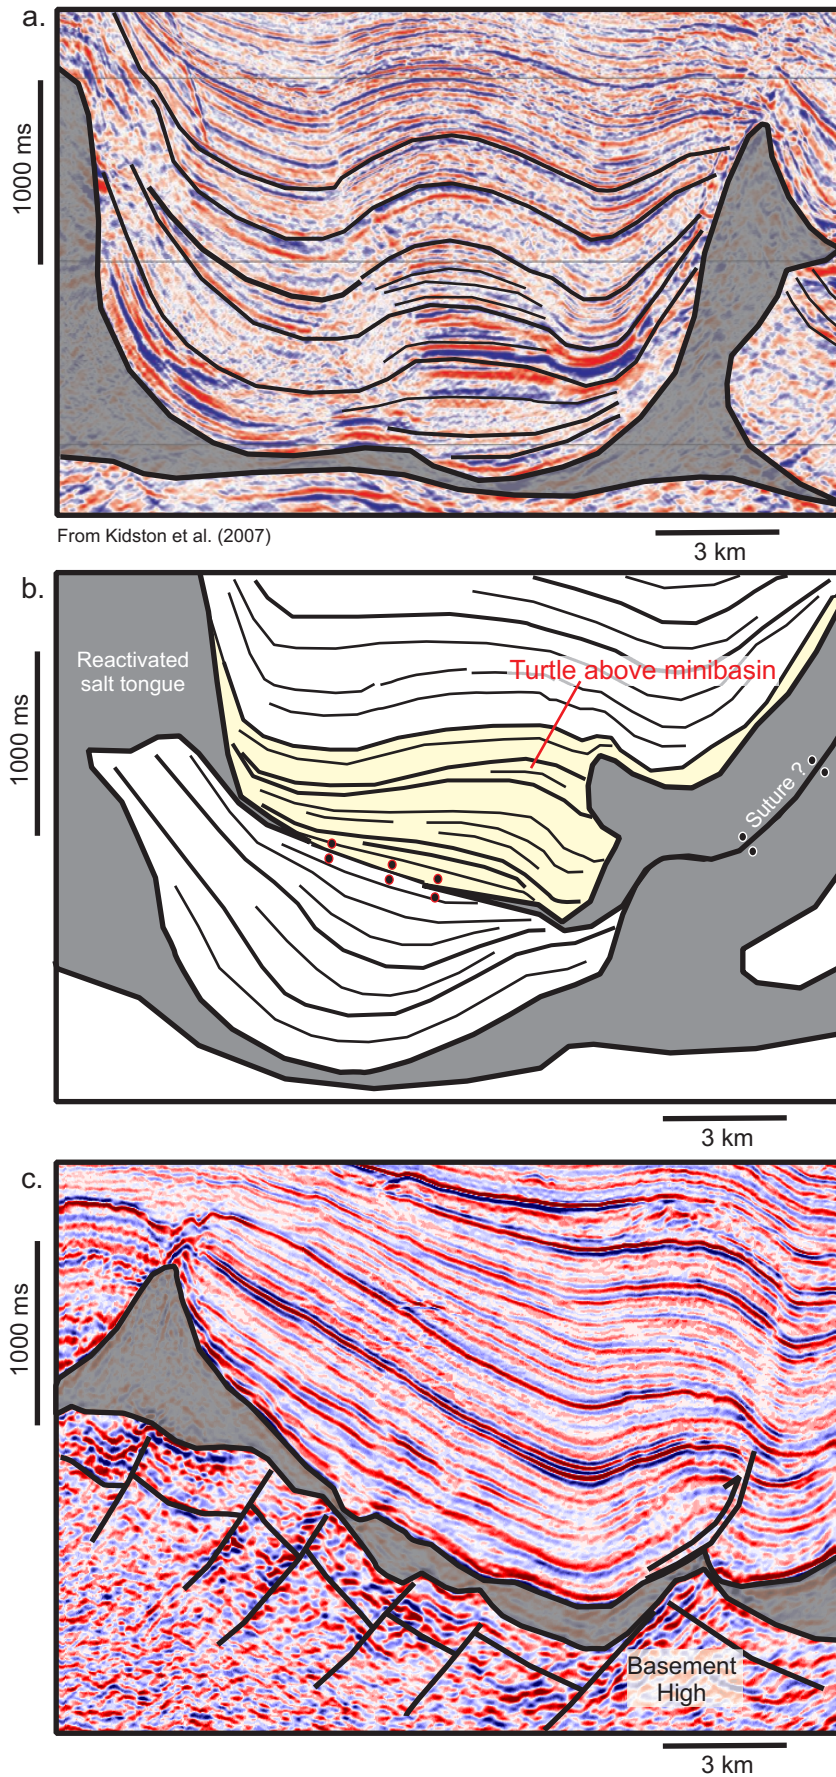 a.
1000 ms
From Kidston et al. (2007)
3 km
b.
Reactivated
salt tongue
Turtle above minibasin
1000 ms
Suture ?
3 km
c.
1000 ms
Basement
High
3 km